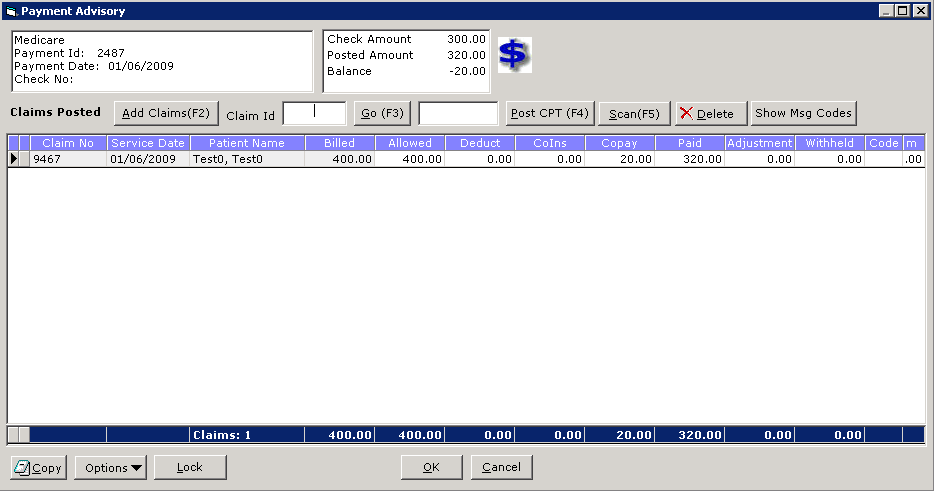 Payment Advisory
Medicare
Payment Id: 2487
Payment Date: 01/06/2009
Check No:
Check Amount 300.00
Posted Amount 320.00
Balance -20.00
$
Claims Posted Add Claims(F2) Claim Id Go (F3) Post CPT (F4) Scan(F5) Delete Show Msg Codes
Claim No Service Date Patient Name Billed Allowed Deduct CoIns Copay Paid Adjustment Withheld Code m
9467 01/06/2009 Test0, Test0 400.00 400.00 0.00 0.00 20.00 320.00 0.00 0.00 .00
Claims: 1 400.00 400.00 0.00 0.00 20.00 320.00 0.00 0.00
Copy Options Lock OK Cancel